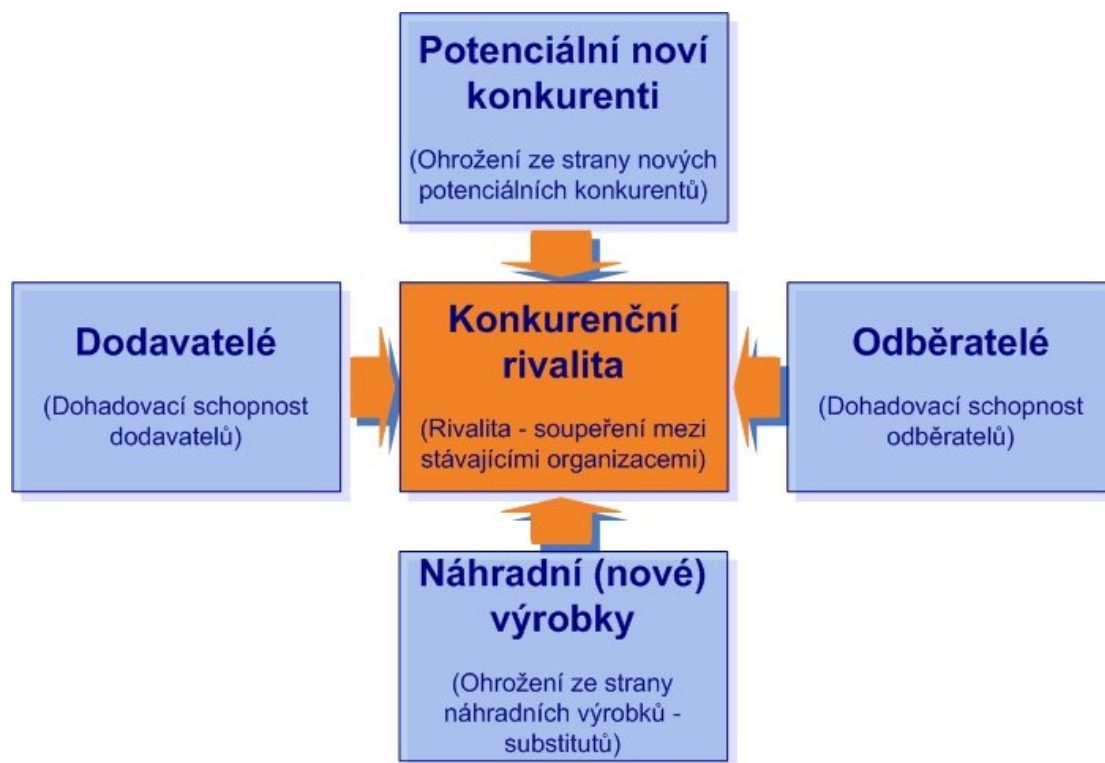 Potenciální noví
konkurenti
(Ohrožení ze strany nových
potenciálních konkurentů)
Dodavatelé
(Dohadovací schopnost
dodavatelů)
Konkurenční
rivalita
(Rivalita - soupeření mezi
stávajícími organizacemi)
Odběratelé
(Dohadovací schopnost
odběratelů)
Náhradní (nové)
výrobky
(Ohrožení ze strany
náhradních výrobků -
substitutů)